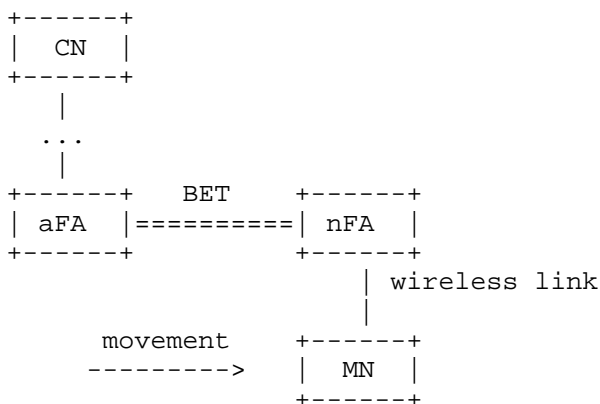 CN
...
BET
aFA nFA
wireless link
movement
MN